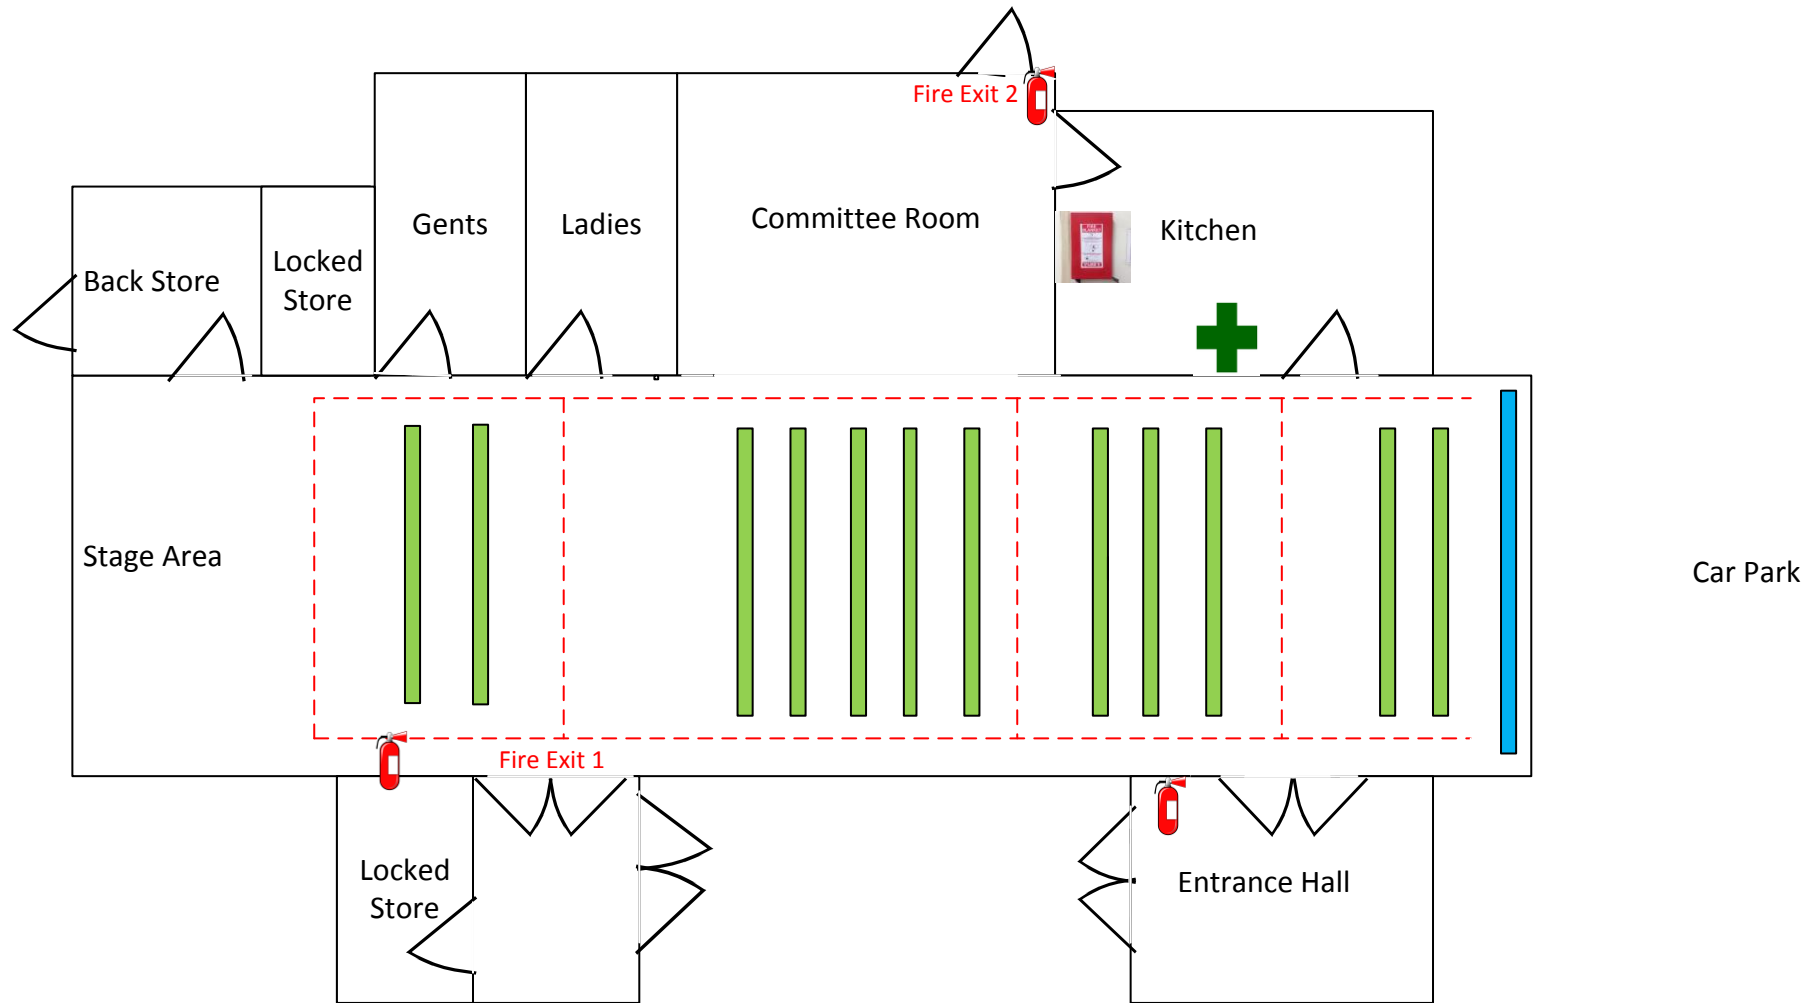 Fire Exit 2
Gents
Ladies
Committee Room
Kitchen
Back Store
Locked
Store
Stage Area
Car Park
Fire Exit 1
Locked
Store
Entrance Hall